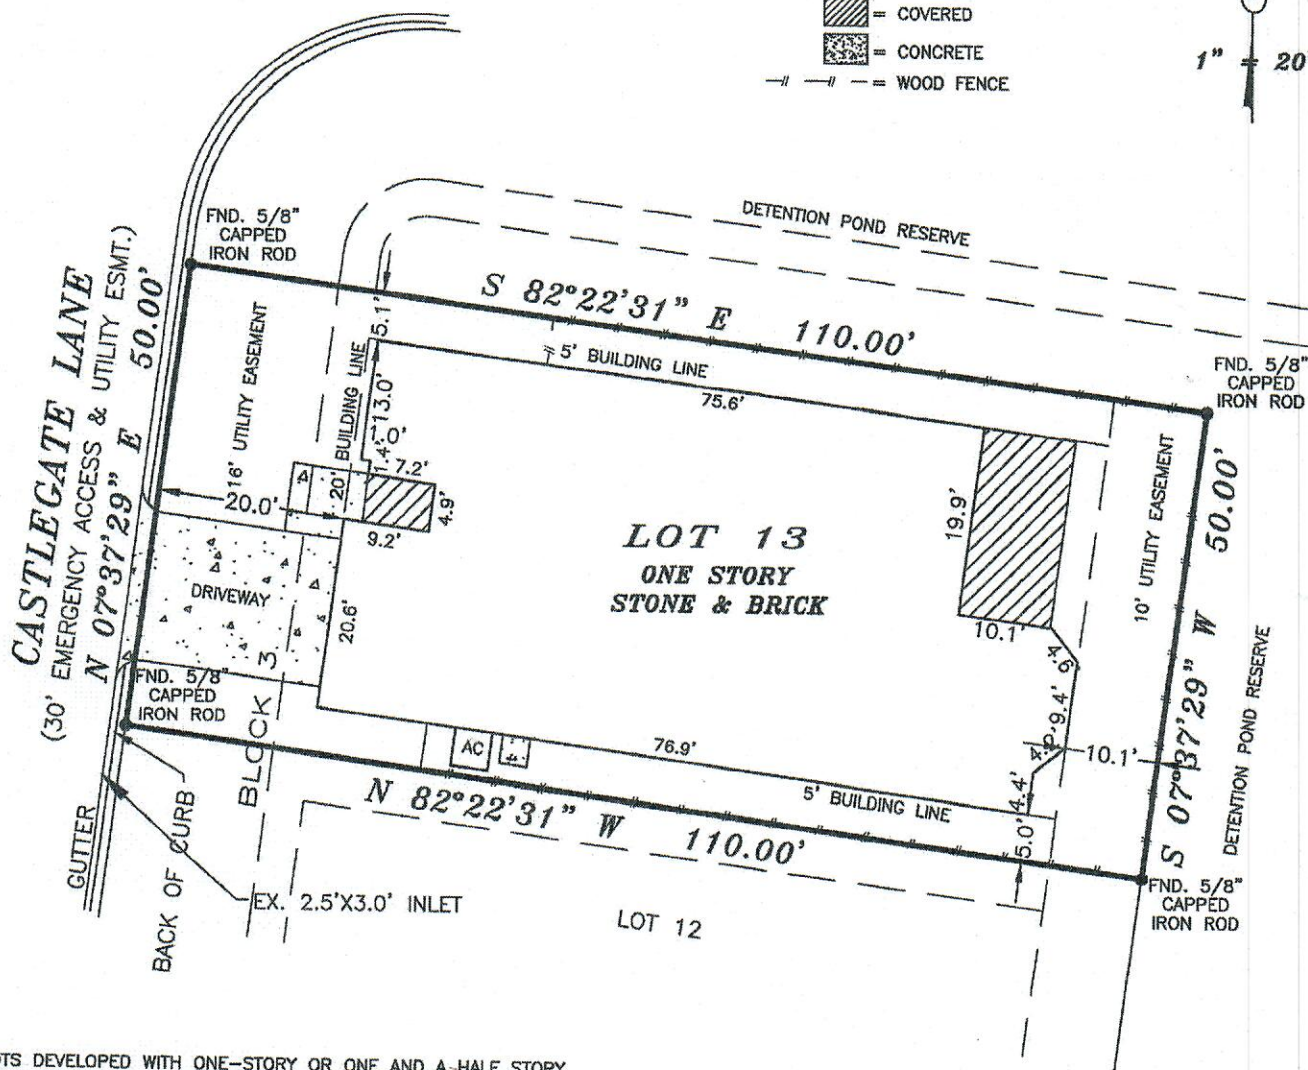 = COVERED
= CONCRETE
= WOOD FENCE
1" 20'
DETENTION POND RESERVE
FND. 5/8"
CAPPED
IRON ROD
S 82°22'31" E 110.00'
CASTLEGATE LANE
(30' EMERGENCY ACCESS & UTILITY ESMT.)
N 07°37'29" E 50.00'
16' UTILITY EASEMENT
20' BUILDING LINE
5.1'
5' BUILDING LINE
75.6'
FND. 5/8"
CAPPED
IRON ROD
13.0'
1.0'
1.4'
7.2'
4.9'
9.2'
20.0'
DRIVEWAY
20.6'
LOT 13
ONE STORY
STONE & BRICK
19.9'
10.1'
4.6'
9.4'
10.1'
4.4'
5.0'
10' UTILITY EASEMENT
S 07°37'29" W 50.00'
DETENTION POND RESERVE
FND. 5/8"
CAPPED
IRON ROD
BLOCK 3
AC
76.9'
5' BUILDING LINE
N 82°22'31" W 110.00'
FND. 5/8"
CAPPED
IRON ROD
GUTTER
BACK OF CURB
EX. 2.5'X3.0' INLET
LOT 12
OTS DEVELOPED WITH ONE-STORY OR ONE AND A-HALF STORY